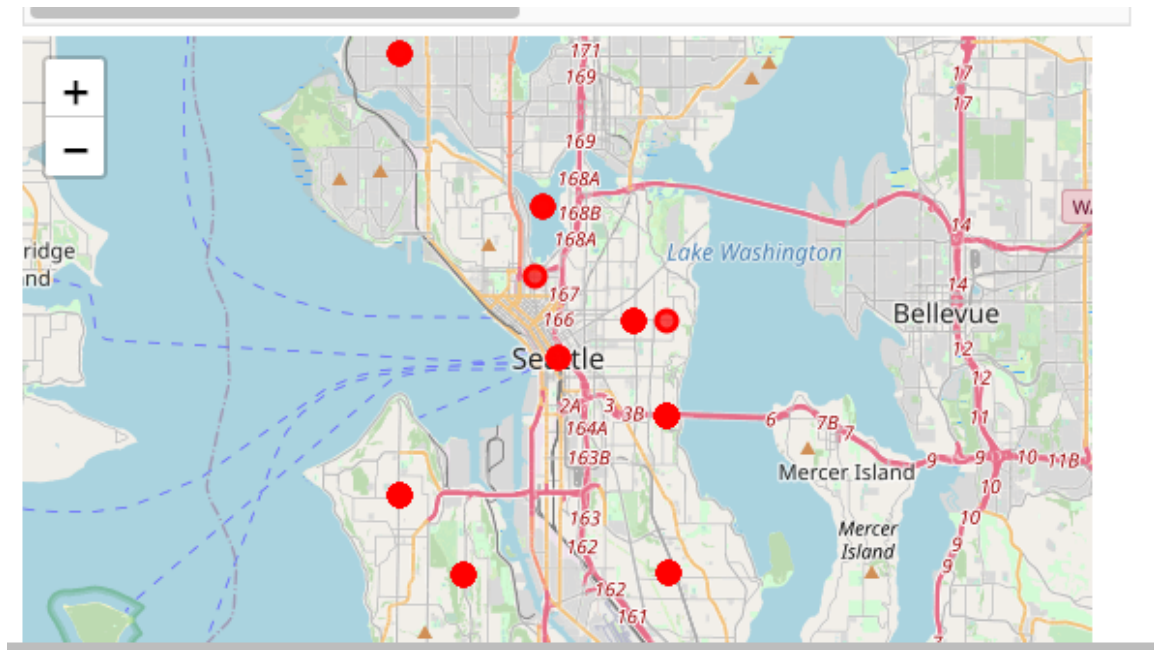 +
−
171
169
17
17
169
168A
168B
168A
14
W
Lake Washington
ridge
nd
14
167
166
Bellevue
Seattle
12
12
2A
3
3B
6
7B
7
11
164A
163B
9
9
10
11B
Mercer Island
10
163
10
162
Mercer
Island
9
9
162
161